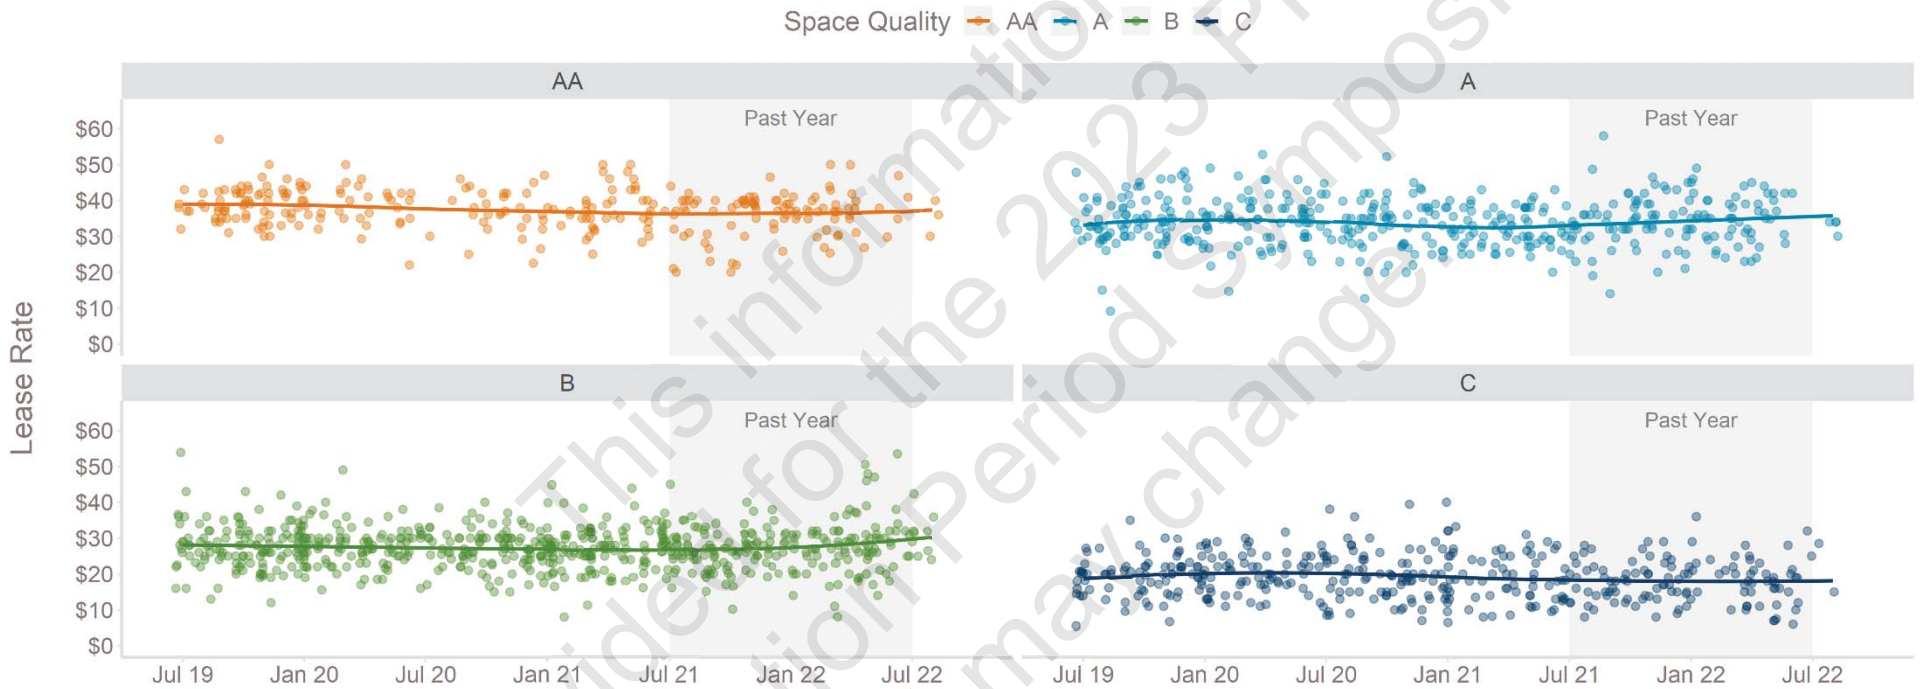 Space Quality AA A B C
AA
A
Past Year
Past Year
$60
$50
$40
$30
$20
$10
$0
B
C
Past Year
Past Year
$60
$50
$40
$30
$20
$10
$0
Lease Rate
Jul 19 Jan 20 Jul 20 Jan 21 Jul 21 Jan 22 Jul 22
Jul 19 Jan 20 Jul 20 Jan 21 Jul 21 Jan 22 Jul 22
This information
for the 2023
Period Symposi
may change.